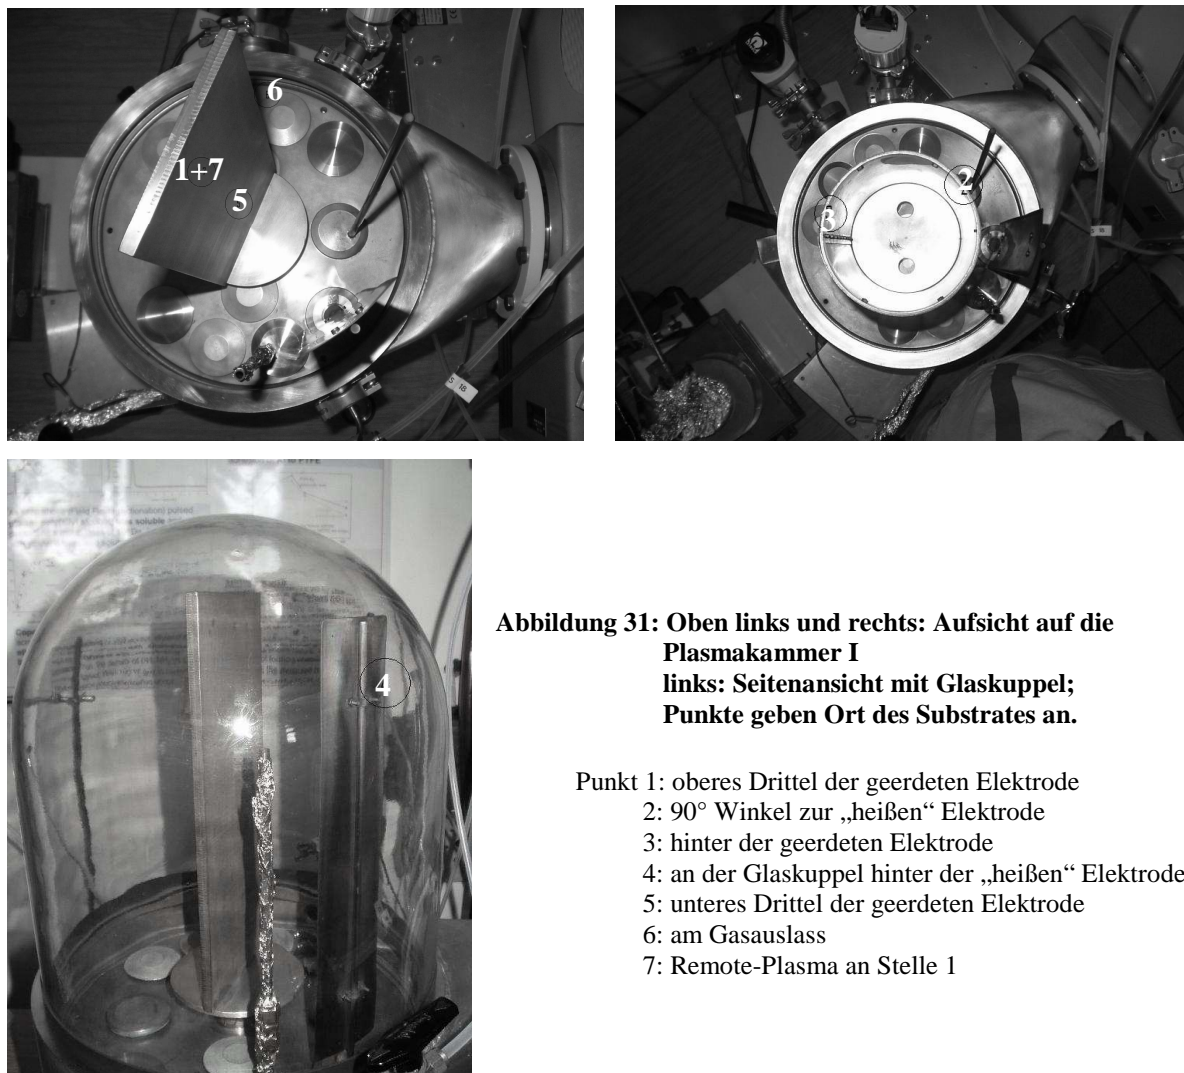 6
1+7
5
2
3
S 18
soluble
4
Abbildung 31: Oben links und rechts: Aufsicht auf die
Plasmakammer I
links: Seitenansicht mit Glaskuppel;
Punkte geben Ort des Substrates an.
Punkt 1: oberes Drittel der geerdeten Elektrode
2: 90° Winkel zur „heißen“ Elektrode
3: hinter der geerdeten Elektrode
4: an der Glaskuppel hinter der „heißen“ Elektrode
5: unteres Drittel der geerdeten Elektrode
6: am Gasauslass
7: Remote-Plasma an Stelle 1